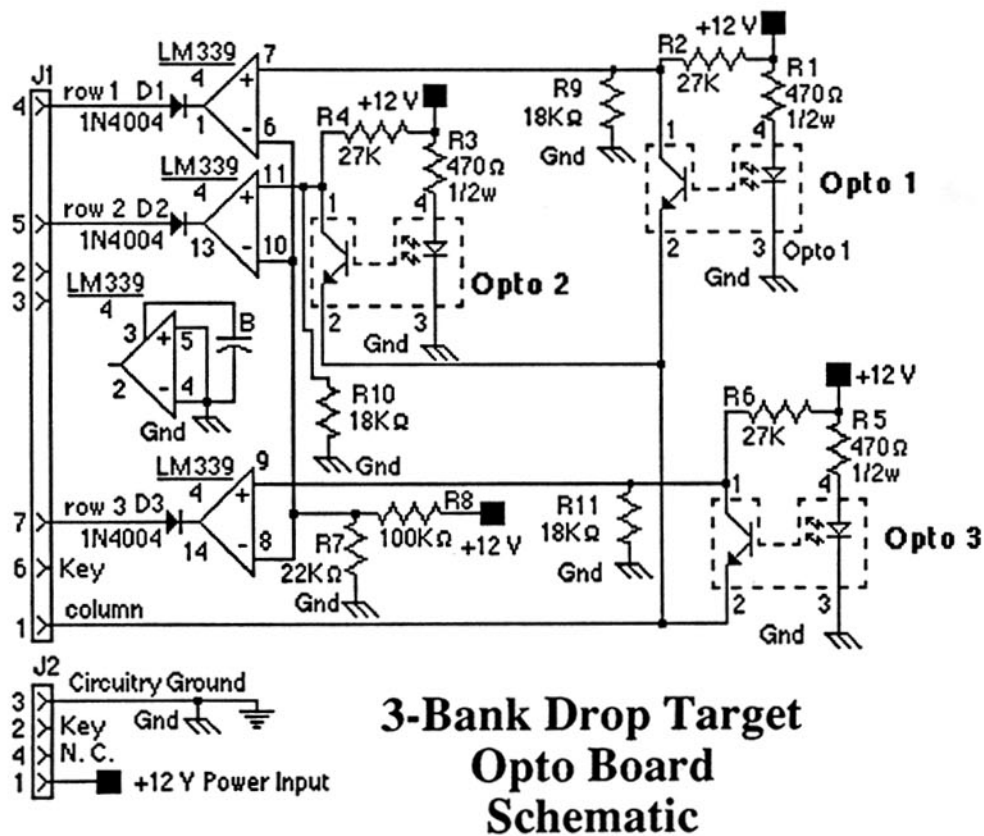 +12 V
R2
27K
R1
470Ω
1/2w
LM339
4
7
+
J1
4
row 1 D1
1N4004
1
-
6
R9
18KΩ
Gnd
1
4
Opto 1
2
3
Opto 1
Gnd
+12 V
R4
27K
R3
470Ω
1/2w
LM339
4
11
+
5
row 2 D2
1N4004
13
-
10
1
4
Opto 2
2
3
Gnd
2
3
LM339
4
3
+
5
B
2
-
4
Gnd
R10
18KΩ
Gnd
+12 V
R6
27K
R5
470Ω
1/2w
LM339
4
9
+
7
row 3 D3
1N4004
14
-
8
R8
100KΩ
+12 V
R7
22KΩ
Gnd
R11
18KΩ
Gnd
1
4
Opto 3
2
3
Gnd
6
Key
1
column
J2
3
Circuitry Ground
Gnd
2
Key
4
N.C.
1
+12 Y Power Input
3-Bank Drop Target
Opto Board
Schematic